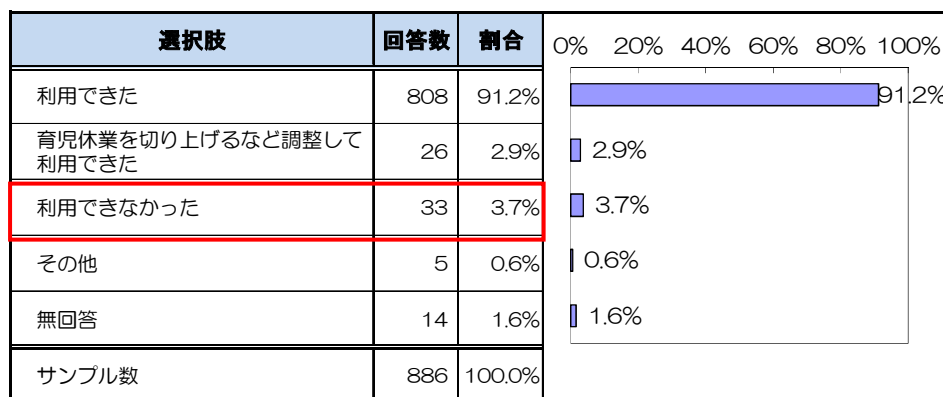 選択肢 回答数 割合 0% 20% 40% 60% 80% 100%
利用できた 808 91.2% 91.2%
育児休業を切り上げるなど調整して
利用できた 26 2.9% 2.9%
利用できなかった 33 3.7% 3.7%
その他 5 0.6% 0.6%
無回答 14 1.6% 1.6%
サンプル数 886 100.0%